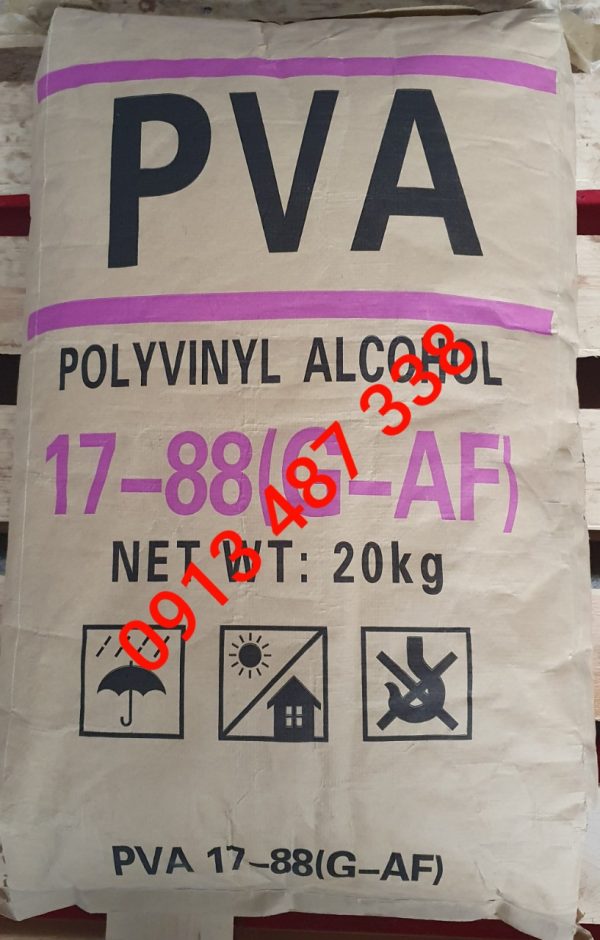 PVA
POLYVINYL ALCOHOL
17-88(G-AF)
NET WT: 20kg
0913 487 338
PVA 17-88(G-AF)